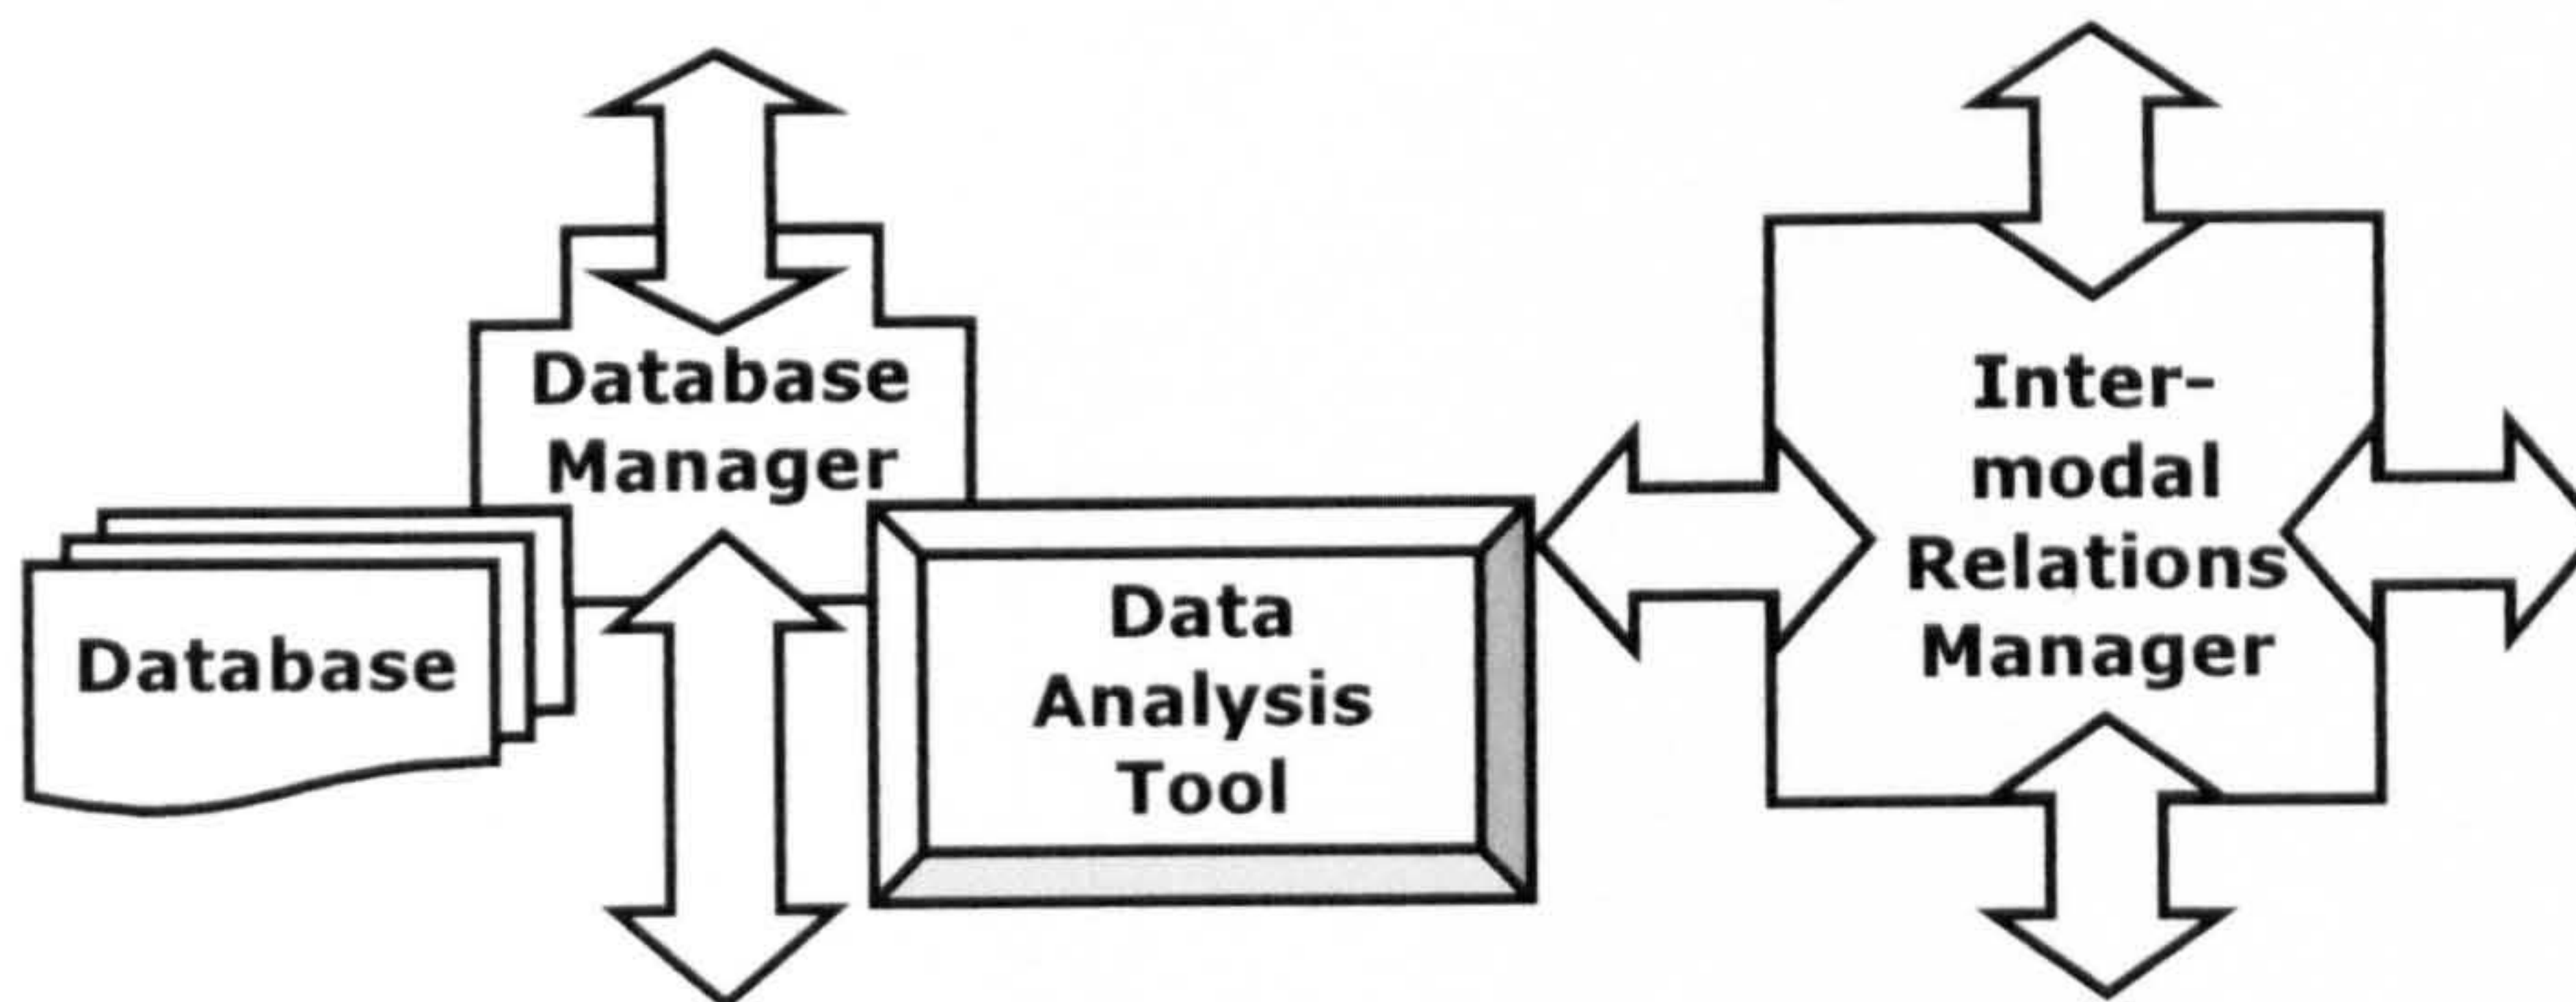 Database
Manager
Database
Data
Analysis
Tool
Inter-
modal
Relations
Manager